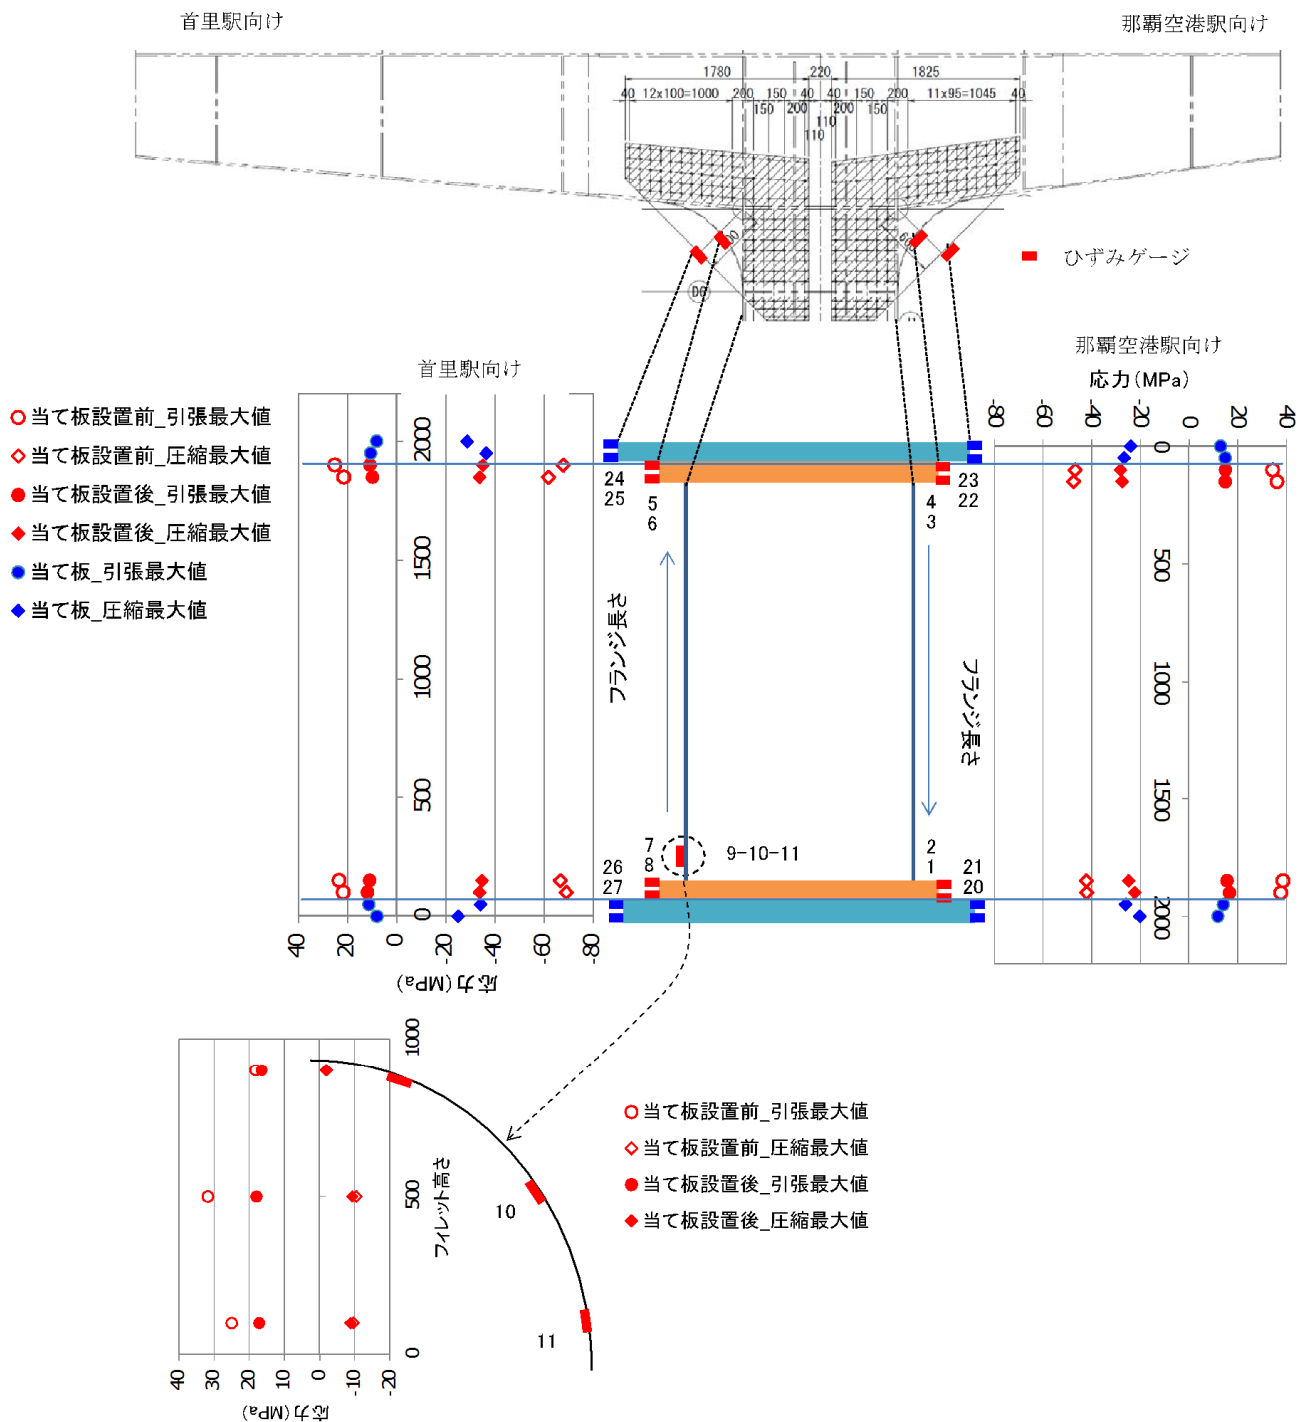 首里駅向け
那覇空港駅向け
1780
220
1825
40
12x100=1000
200
150
40
40
150
200
11x95=1045
40
150
200
200
150
110
110
D6
ひずみゲージ
首里駅向け
那覇空港駅向け
応力(MPa)
-80
-60
-40
-20
0
20
40
当て板設置前_引張最大値
当て板設置前_圧縮最大値
当て板設置後_引張最大値
当て板設置後_圧縮最大値
当て板_引張最大値
当て板_圧縮最大値
2000
1500
1000
500
0
40
20
0
-20
-40
-60
-80
応力(MPa)
24
25
5
6
4
3
23
22
フランジ長さ
フランジ長さ
0
500
1000
1500
2000
7
8
26
27
9-10-11
2
1
21
20
1000
500
0
フィレット高さ
40
30
20
10
0
-10
-20
応力(MPa)
10
11
当て板設置前_引張最大値
当て板設置前_圧縮最大値
当て板設置後_引張最大値
当て板設置後_圧縮最大値